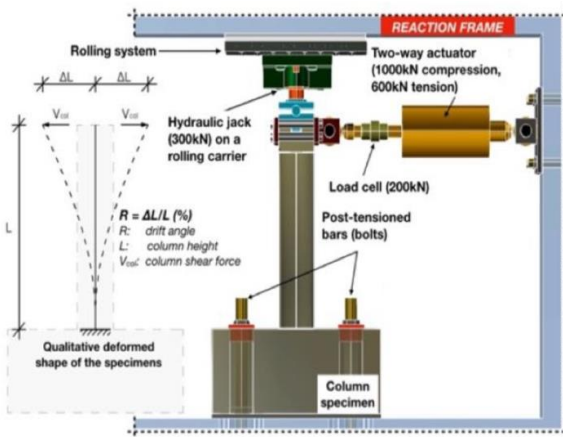 REACTION FRAME
Rolling system
Two-way actuator
(1000kN compression,
600kN tension)
ΔL
ΔL
V col
V col
Hydraulic jack
(300kN) on a
rolling carrier
Load cell (200kN)
L
R = ΔL/L (%)
R: drift angle
L: column height
Vcol: column shear force
Post-tensioned
bars (bolts)
Qualitative deformed
shape of the specimens
Column
specimen